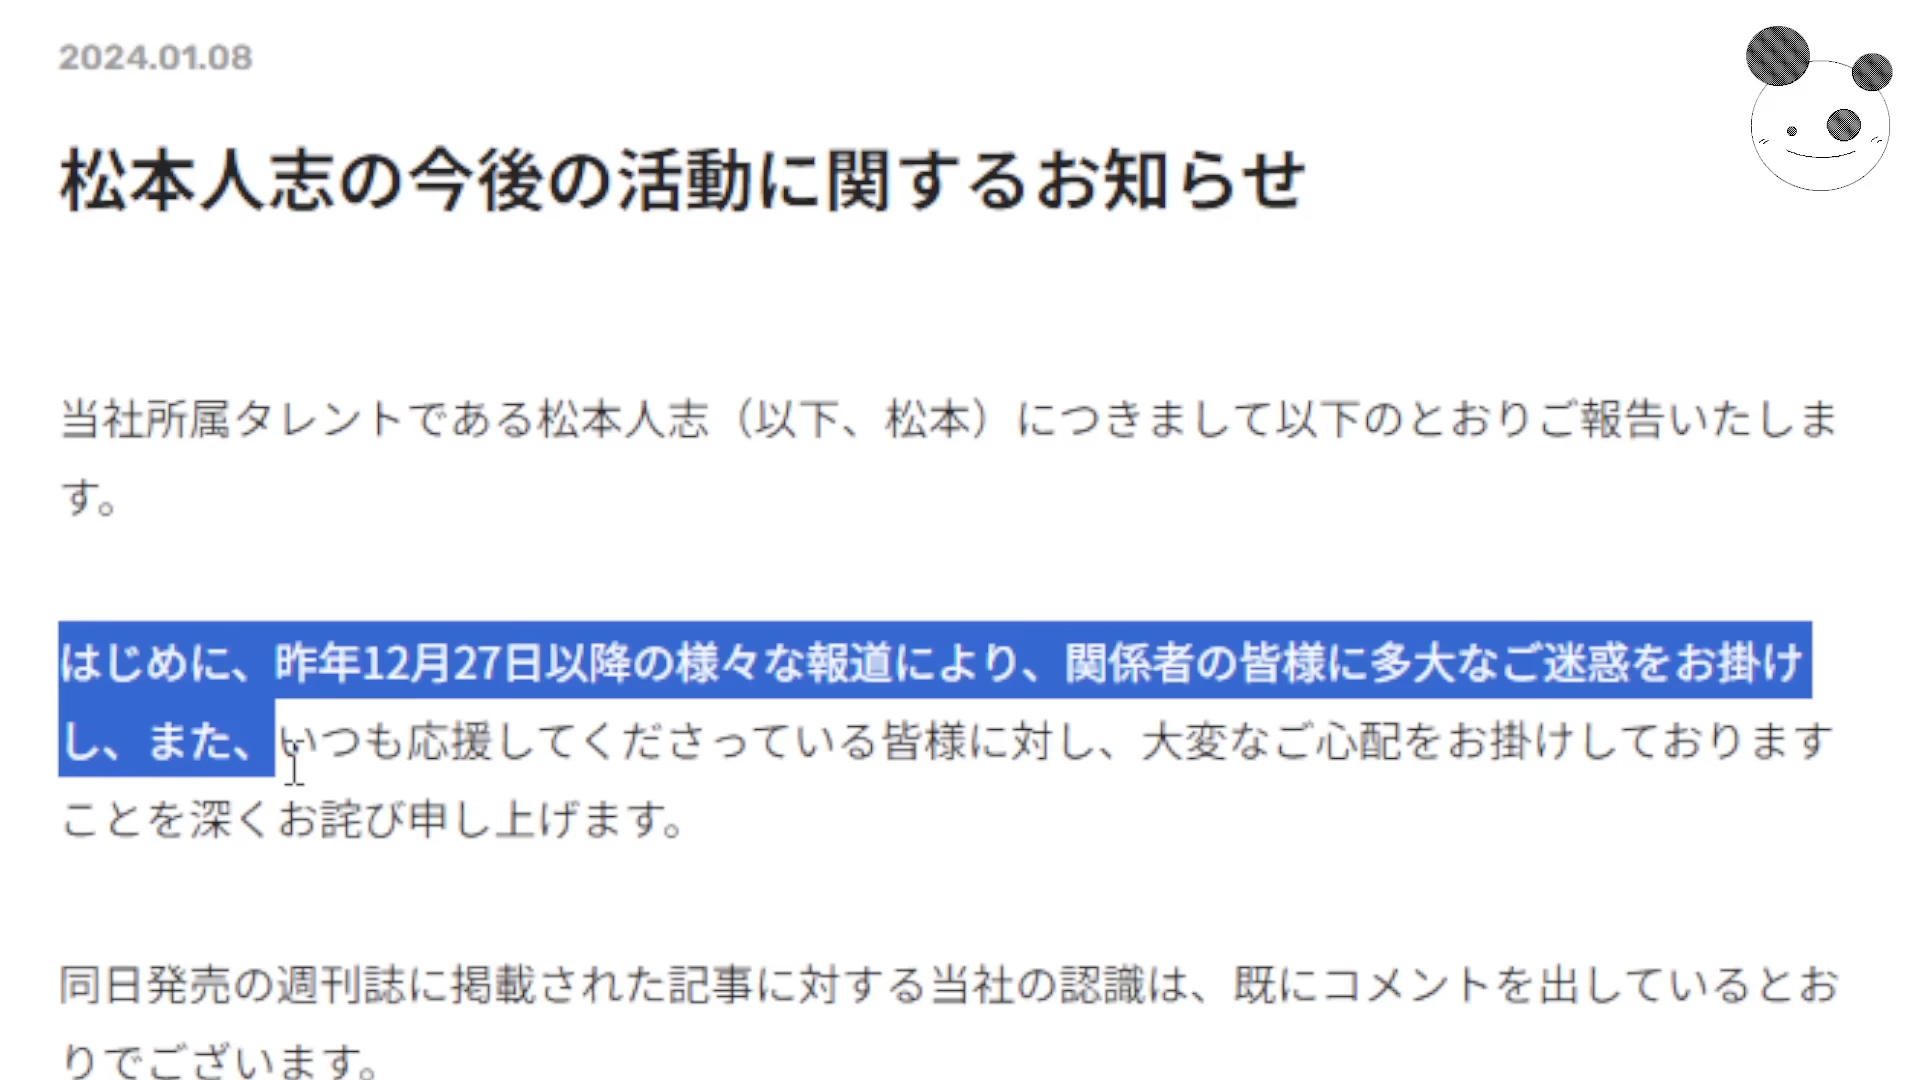 2024.01.08
松本人志の今後の活動に関するお知らせ
当社所属タレントである松本人志（以下、松本）につきまして以下のとおりご報告いたしま
す。
はじめに、昨年12月27日以降の様々な報道により、関係者の皆様に多大なご迷惑をお掛け
し、また、いつも応援してくださっている皆様に対し、大変なご心配をお掛けしております
ことを深くお詫び申し上げます。
同日発売の週刊誌に掲載された記事に対する当社の認識は、既にコメントを出しているとお
りでございます。